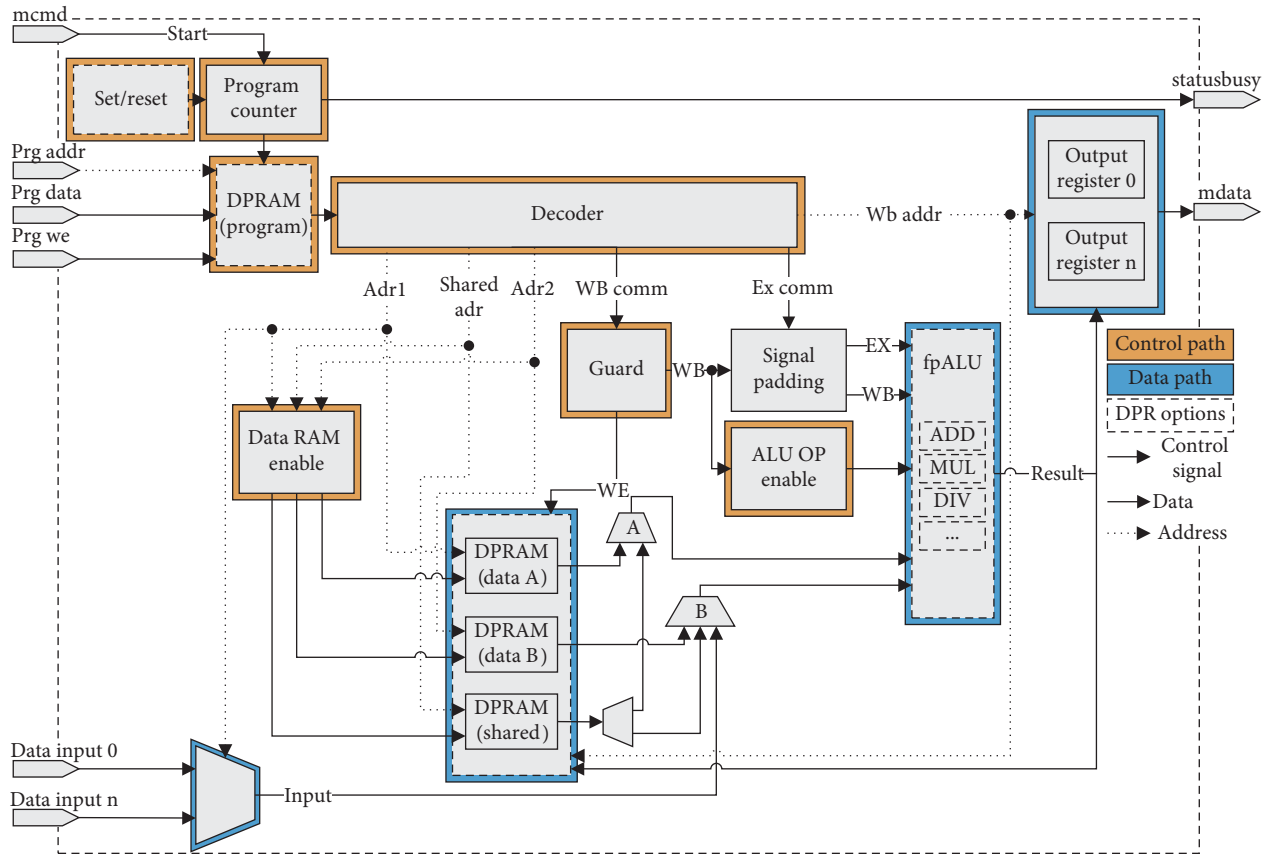 mcmd
Start
Set/reset
Program
counter
statusbusy
Prg addr
Prg data
Prg we
DPRAM
(program)
Decoder
Wb addr
Output
register 0
Output
register n
mdata
Adr1
Shared
adr
Adr2
WB comm
Ex comm
Guard
WB
Signal
padding
EX
WB
fpALU
ADD
MUL
DIV
...
Result
Control path
Data path
DPR options
Control
signal
Data
Address
Data RAM
enable
ALU OP
enable
WE
A
B
DPRAM
(data A)
DPRAM
(data B)
DPRAM
(shared)
Data input 0
Data input n
Input